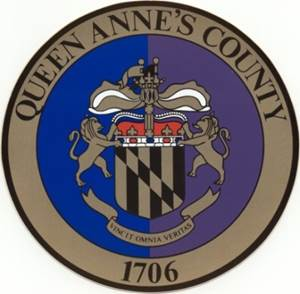 QUEEN ANNE'S COUNTY
VINCIT OMNIA VERITAS
1706